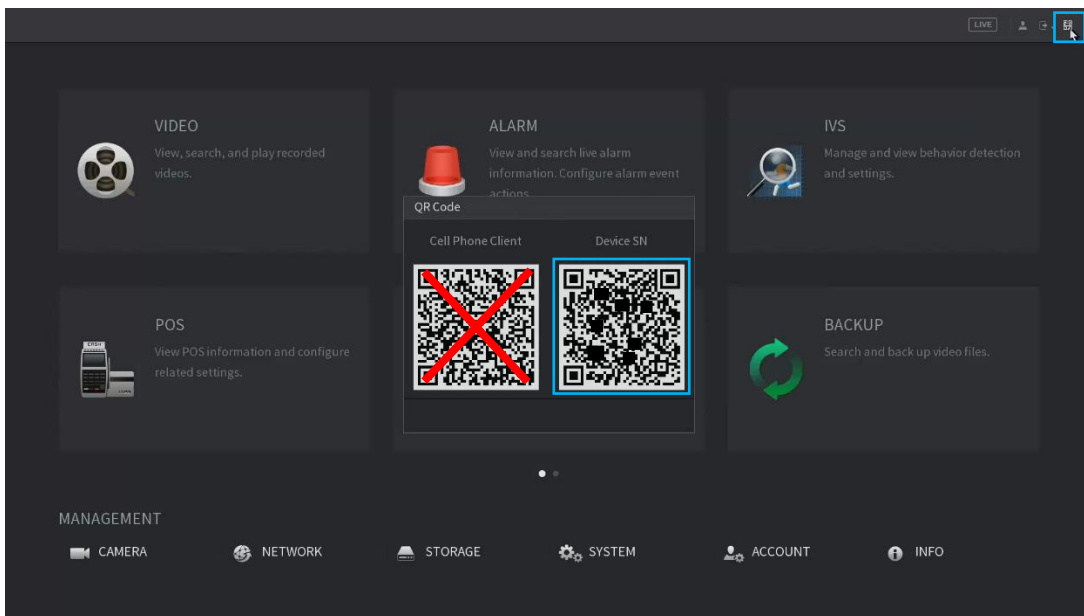 LIVE
VIDEO
View, search, and play recorded
videos.
ALARM
View and search live alarm
information. Configure alarm event
actions.
IVS
Manage and view behavior detection
and settings.
QR Code
Cell Phone Client
Device SN
POS
View POS information and configure
related settings.
BACKUP
Search and back up video files.
MANAGEMENT
CAMERA
NETWORK
STORAGE
SYSTEM
ACCOUNT
INFO